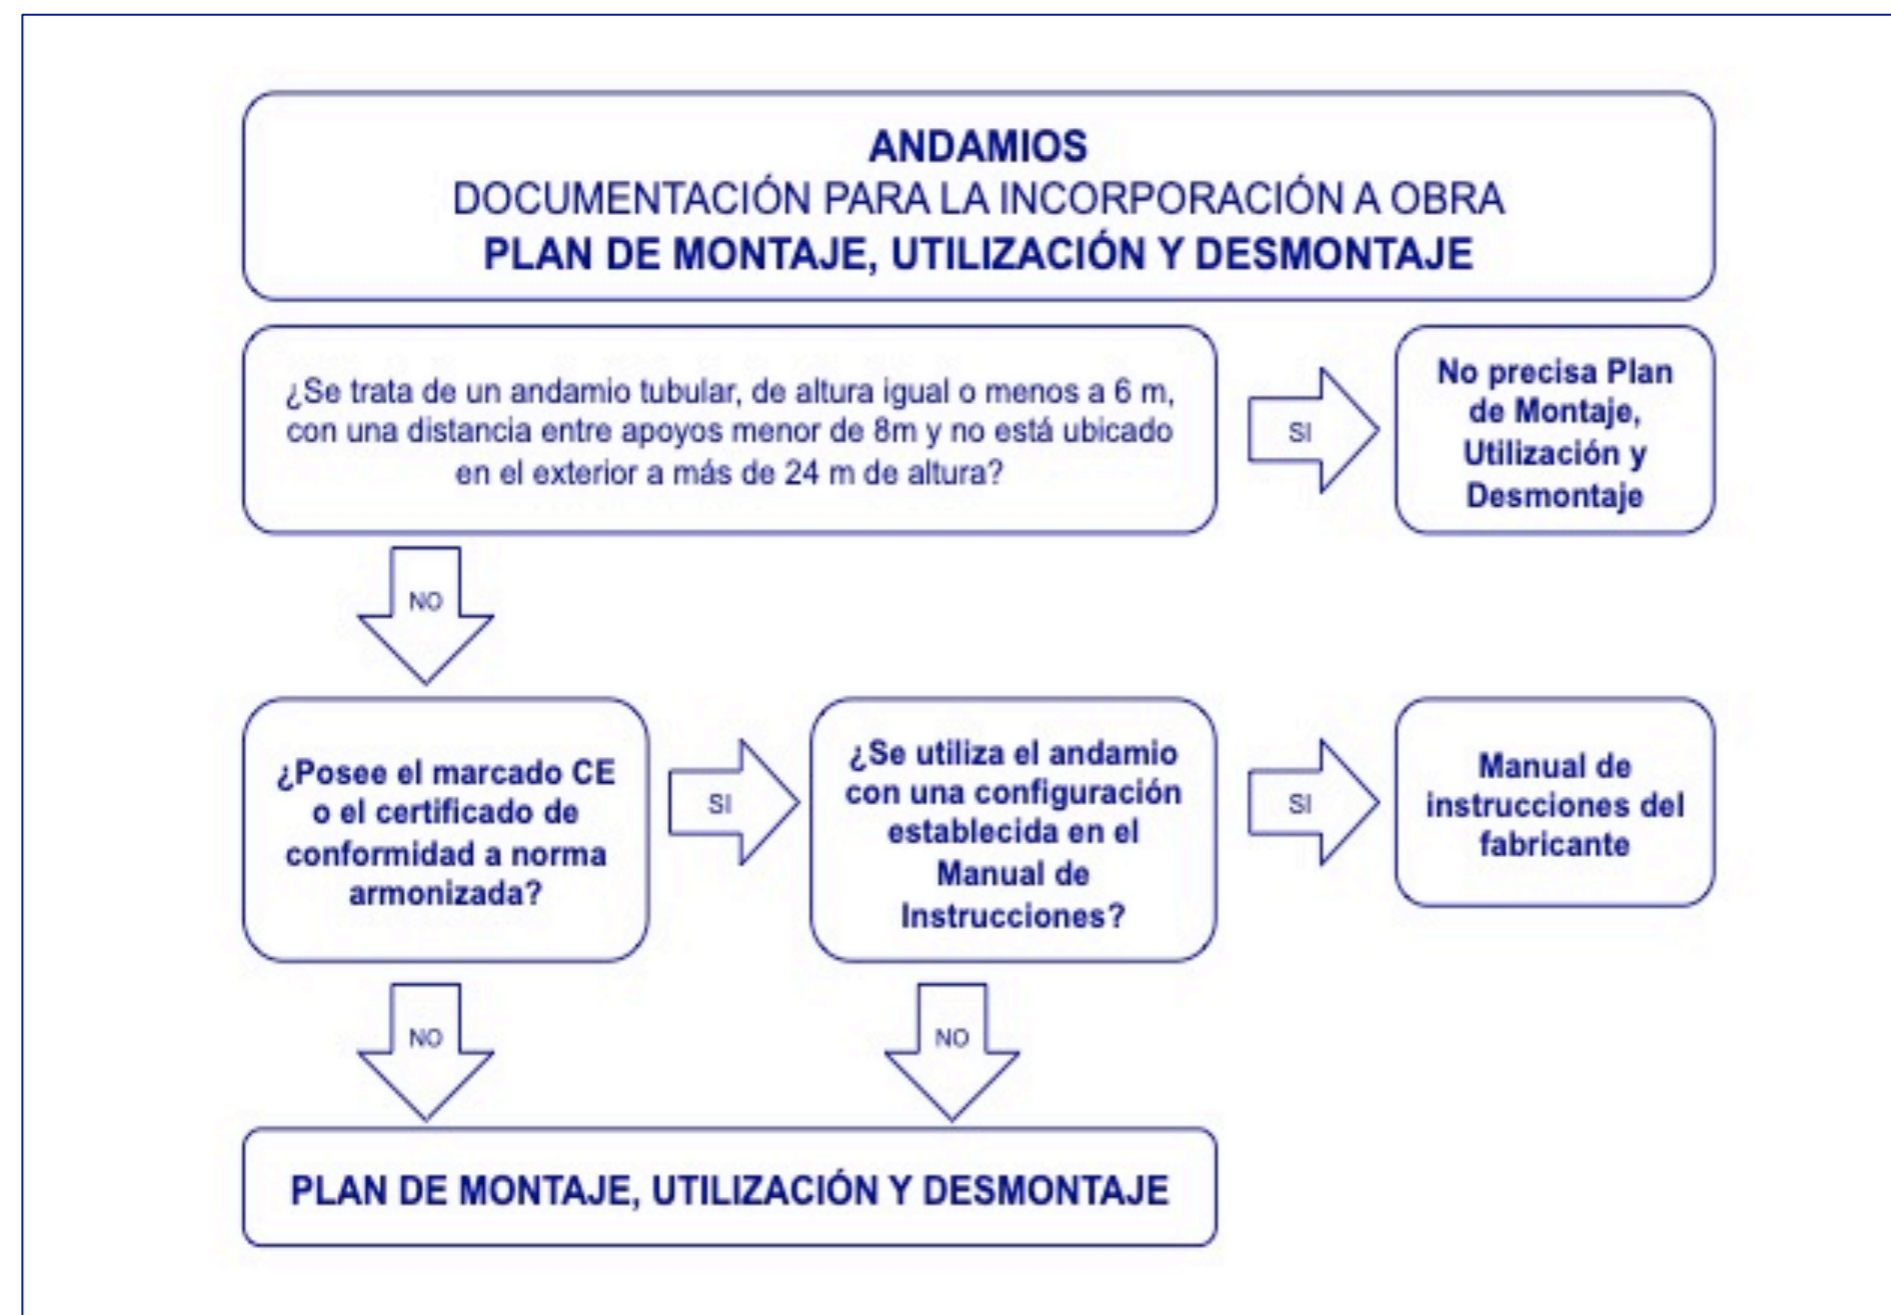 ANDAMIOS
DOCUMENTACIÓN PARA LA INCORPORACIÓN A OBRA
PLAN DE MONTAJE, UTILIZACIÓN Y DESMONTAJE
¿Se trata de un andamio tubular, de altura igual o menos a 6 m,
con una distancia entre apoyos menor de 8m y no está ubicado
en el exterior a más de 24 m de altura?
SI
No precisa Plan
de Montaje,
Utilización y
Desmontaje
NO
¿Posee el marcado CE
o el certificado de
conformidad a norma
armonizada?
SI
¿Se utiliza el andamio
con una configuración
establecida en el
Manual de
Instrucciones?
SI
Manual de
instrucciones del
fabricante
NO
NO
PLAN DE MONTAJE, UTILIZACIÓN Y DESMONTAJE